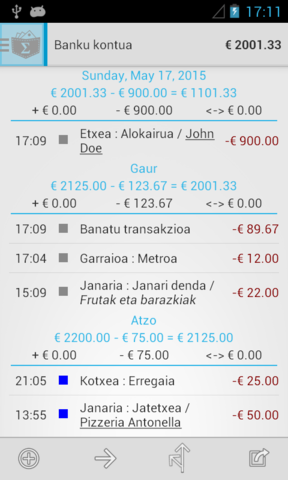 17:11
Banku kontua € 2001.33
Sunday, May 17, 2015
€ 2001.33 - € 900.00 = € 1101.33
+ € 0.00 - € 900.00 <-> € 0.00
17:09 Etxea : Alokairua / John -€ 900.00
Doe
Gaur
€ 2125.00 - € 123.67 = € 2001.33
+ € 0.00 - € 123.67 <-> € 0.00
17:09 Banatu transakzioa -€ 89.67
17:04 Garraioa : Metroa -€ 12.00
15:09 Janaria : Janari denda / -€ 22.00
Frutak eta barazkiak
Atzo
€ 2200.00 - € 75.00 = € 2125.00
+ € 0.00 - € 75.00 <-> € 0.00
21:05 Kotxea : Erregaia -€ 25.00
13:55 Janaria : Jatetxea / -€ 50.00
Pizzeria Antonella